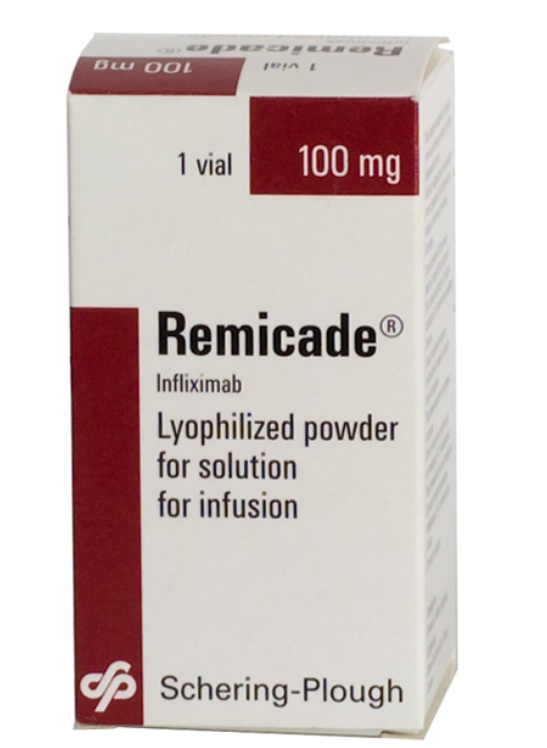 Remicade®
1 vial
100 mg
1 vial
100 mg
Remicade®
Infliximab
Lyophilized powder
for solution
for infusion
Schering-Plough